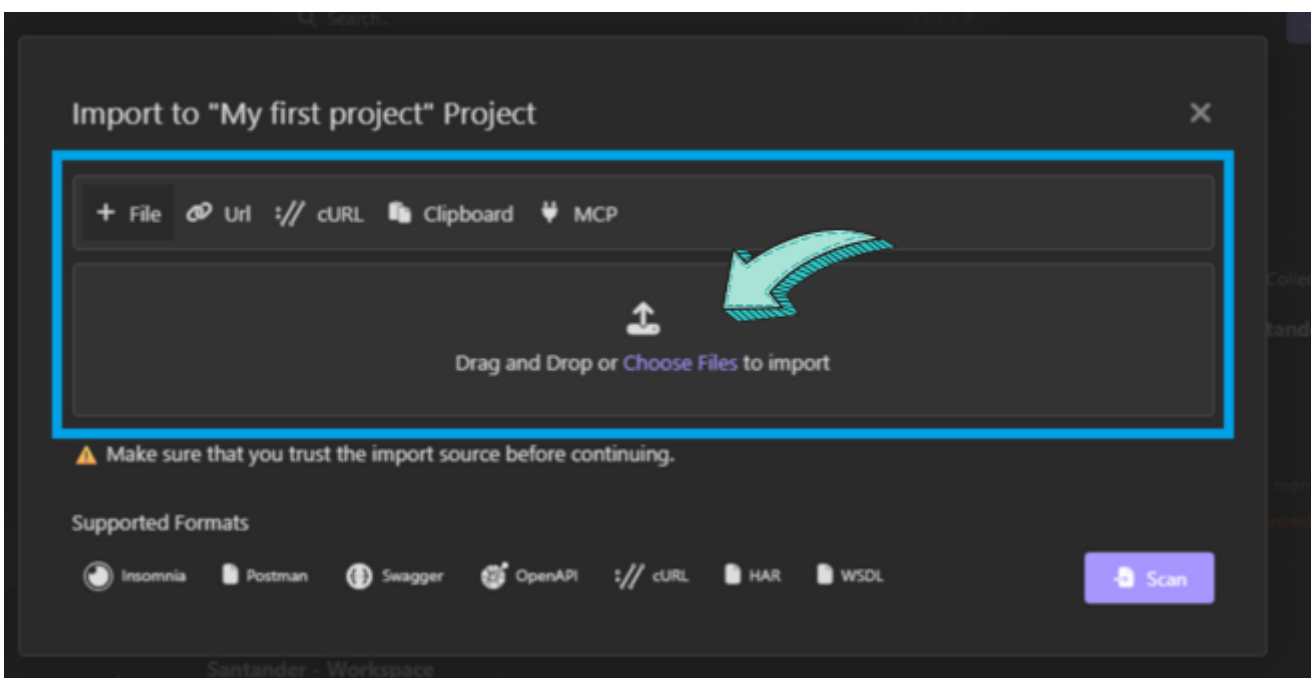 Search..
Import to "My first project" Project
File Url cURL Clipboard MCP
Drag and Drop or Choose Files to import
Make sure that you trust the import source before continuing.
Supported Formats
Insomnia Postman Swagger OpenAPI :// cURL HAR WSDL
Scan
Santander - Workspace